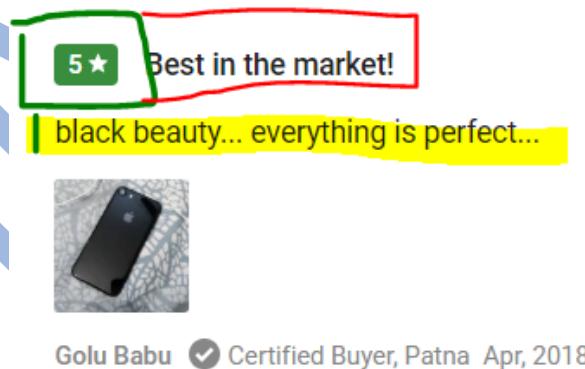 5★ Best in the market!
black beauty... everything is perfect...
Golu Babu Certified Buyer, Patna Apr, 2018